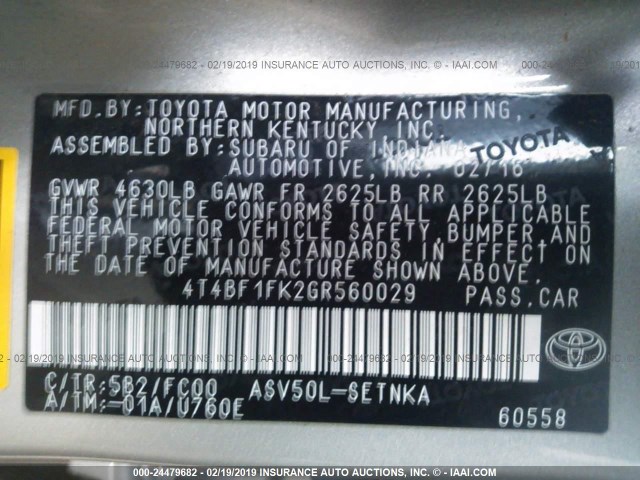 000-24479682 - 02/19/2019 INSURANCE AUTO AUCTIONS, INC. - © IAAI.COM
MFD.BY:TOYOTA MOTOR MANUFACTURING,
NORTHERN KENTUCKY INC.
ASSEMBLED BY:SUBARU OF INDIANA
TOYOTA
AUTOMOTIVE, INC. 02/16
GVWR 4630LB GAWR FR 2625LB RR 2625LB
THIS VEHICLE CONFORMS TO ALL APPLICABLE
FEDERAL MOTOR VEHICLE SAFETY, BUMPER, AND
THEFT PREVENTION STANDARDS IN EFFECT ON
THE DATE OF MANUFACTURE SHOWN ABOVE.
4T4BF1FK2GR560029 PASS.CAR
C/TR:5B2/FC00 ASV50L-SETNKA
A/TM:-01A/U760E
60558
000-24479682 - 02/19/2019 INSURANCE AUTO AUCTIONS, INC. - © IAAI.COM